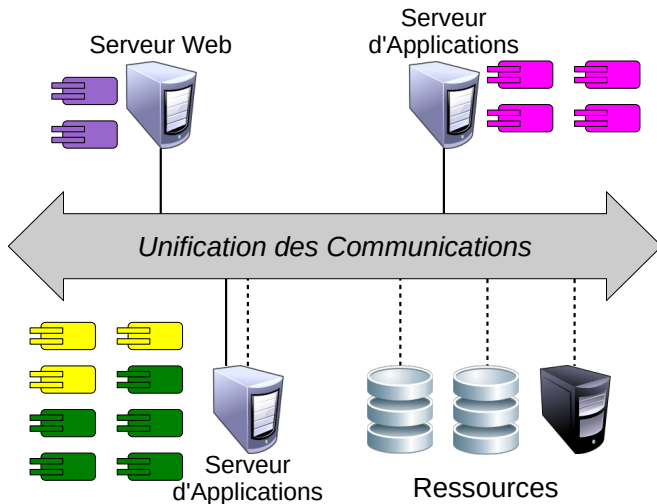 Serveur Web
Serveur
d'Applications
Unification des Communications
Serveur
d'Applications
Ressources